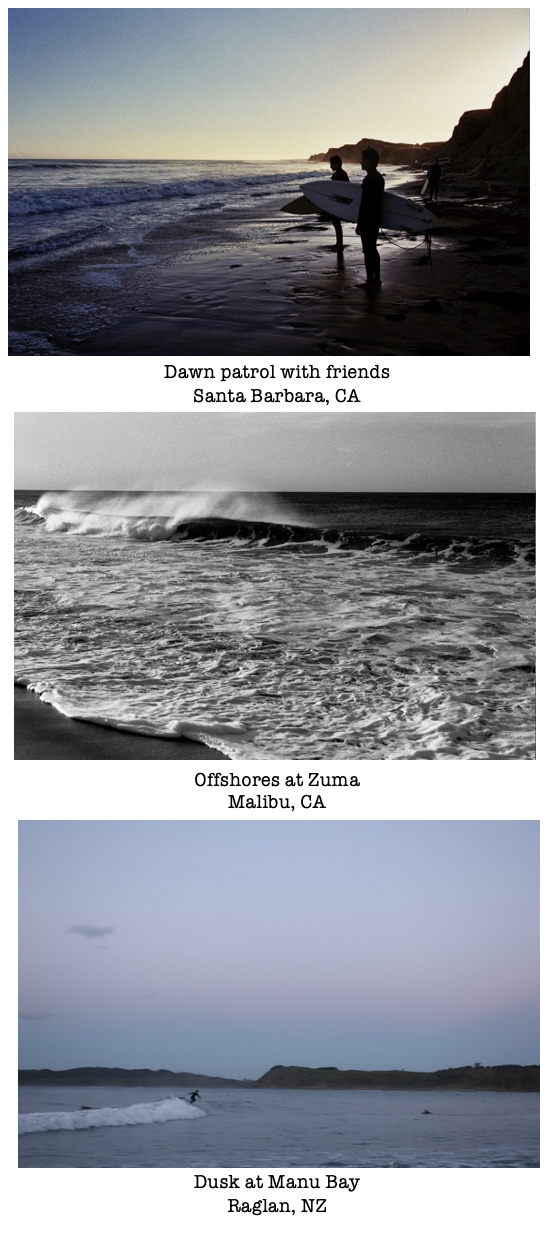 Dawn patrol with friends
Santa Barbara, CA
Offshores at Zuma
Malibu, CA
Dusk at Manu Bay
Raglan, NZ